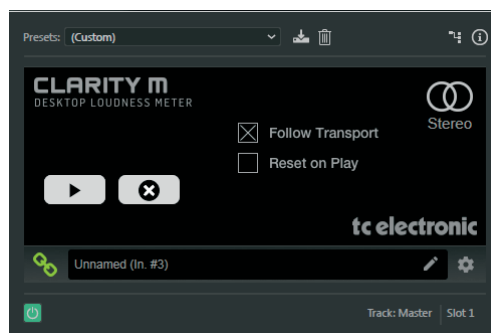 Presets: (Custom)
CLARITY M
DESKTOP LOUDNESS METER
Stereo
Follow Transport
Reset on Play
tc electronic
Unnamed (In. #3)
Track: Master Slot 1